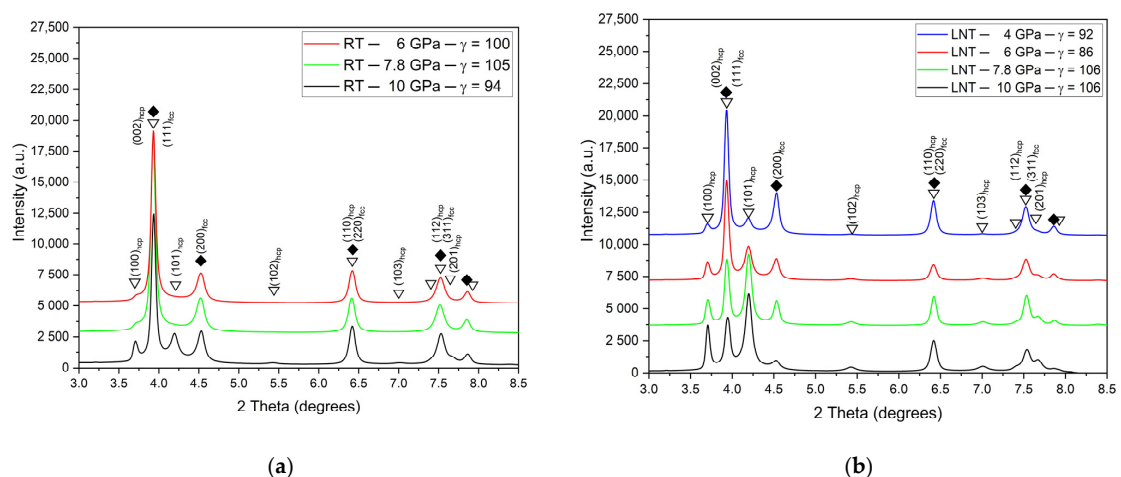 27,500
25,000
22,500
20,000
17,500
15,000
12,500
10,000
7,500
5,000
2 500
0
Intensity (a.u.)
RT — 6 GPa — γ = 100
RT — 7.8 GPa — γ = 105
RT — 10 GPa — γ = 94
(100)hcp
(002)hcp
(111)fcc
(101)hcp
(200)fcc
(102)hcp
(110)hcp
(220)fcc
(103)hcp
(112)hcp
(311)fcc
(201)hcp
3.0 3.5 4.0 4.5 5.0 5.5 6.0 6.5 7.0 7.5 8.0 8.5
2 Theta (degrees)
(a)
27,500
25,000
22,500
20,000
17,500
15,000
12,500
10,000
7,500
5 000
2,500
0
Intensity (a.u.)
LNT — 4 GPa — γ = 92
LNT — 6 GPa — γ = 86
LNT — 7.8 GPa — γ = 106
LNT — 10 GPa — γ = 106
(100)hcp
(002)hcp
(111)fcc
(101)hcp
(200)fcc
(102)hcp
(110)hcp
(220)fcc
(103)hcp
(112)hcp
(311)fcc
(201)hcp
3.0 3.5 4.0 4.5 5.0 5.5 6.0 6.5 7.0 7.5 8.0 8.5
2 Theta (degrees)
(b)